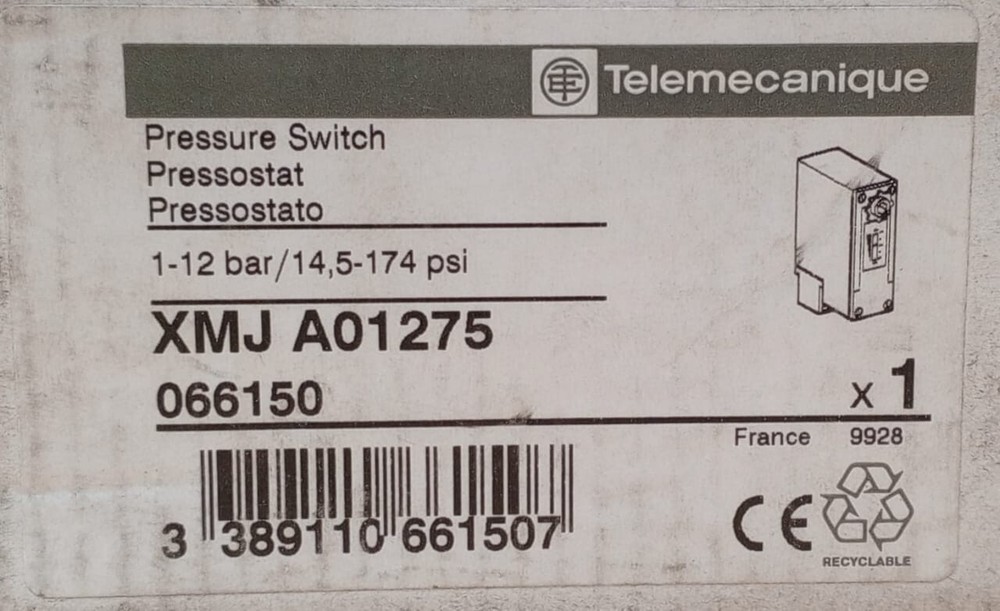 Telemecanique
Pressure Switch
Pressostat
Pressostato
1-12 bar/14,5-174 psi
XMJ A01275
066150
x 1
France 9928
3 389110 661507
CE
RECYCLABLE